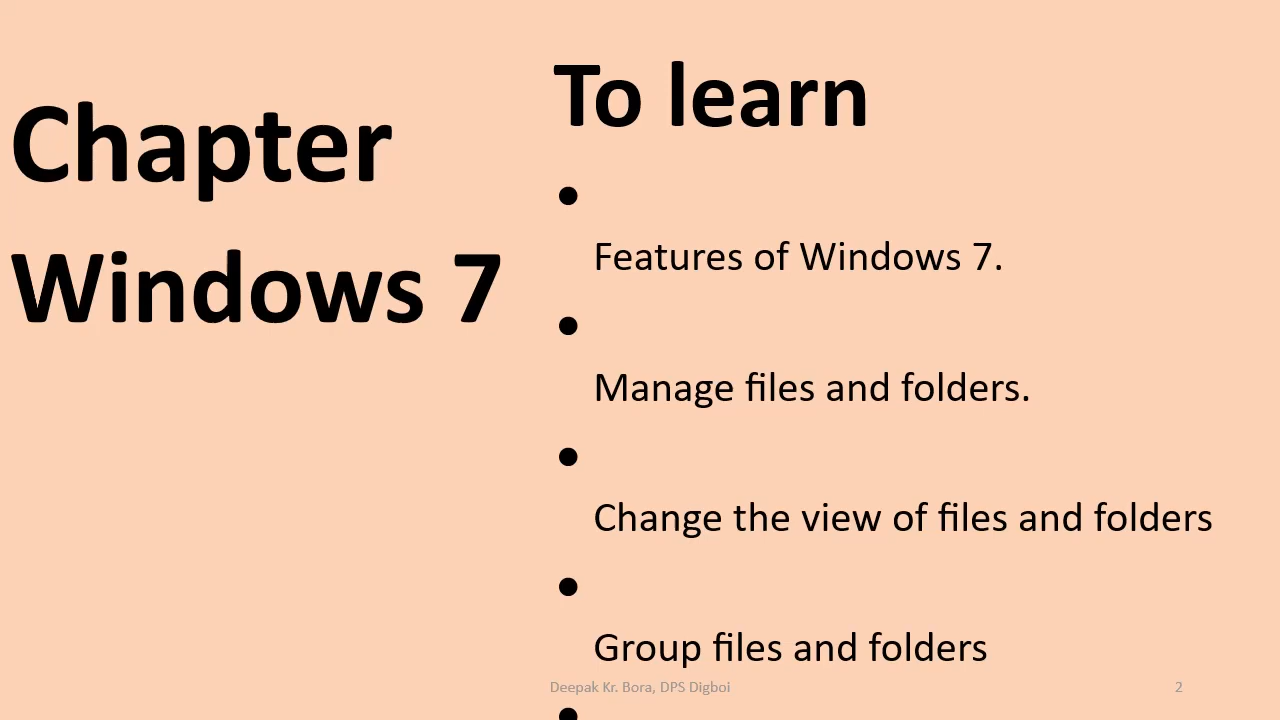 Chapter
Windows 7
To learn
•
Features of Windows 7.
•
Manage files and folders.
•
Change the view of files and folders
•
Group files and folders
•
Deepak Kr. Bora, DPS Digboi
2